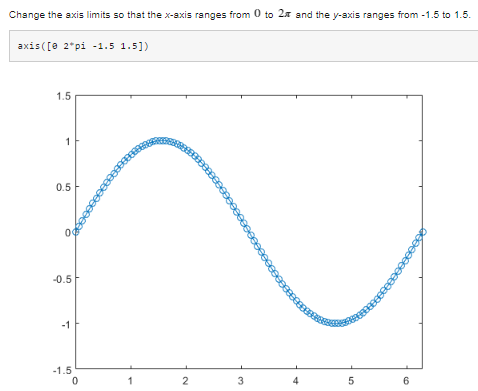 Change the axis limits so that the x-axis ranges from 0 to 2π and the y-axis ranges from -1.5 to 1.5.
axis([0 2*pi -1.5 1.5])
1.5
1
0.5
0
-0.5
-1
-1.5
0 1 2 3 4 5 6